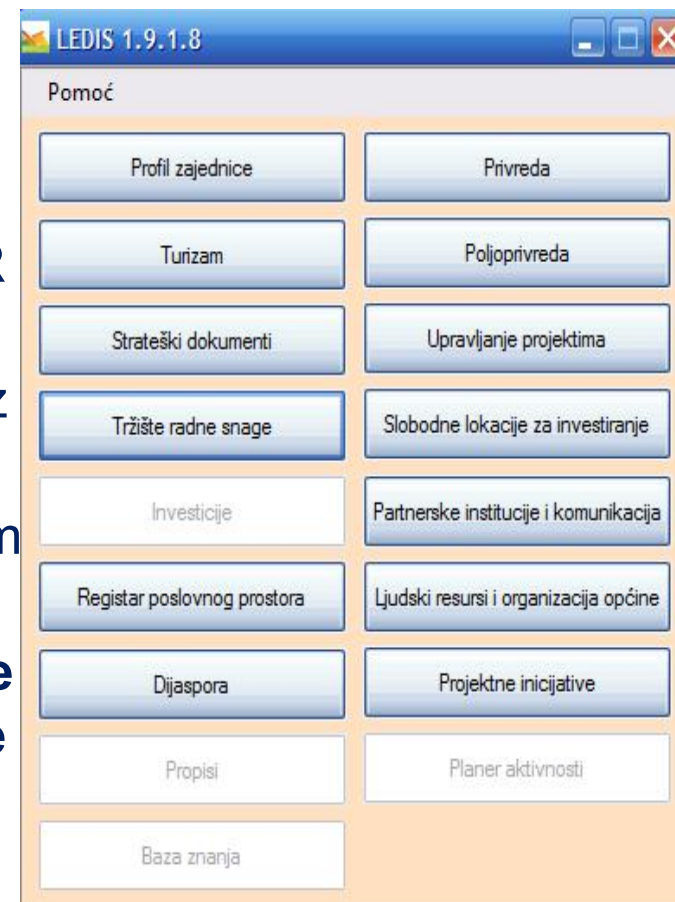 LEDIS 1.9.1.8
Pomoć
Profil zajednice
Privreda
Turizam
Poljoprivreda
Strateški dokumenti
Upravljanje projektima
Tržište radne snage
Slobodne lokacije za investiranje
Investicije
Partnerske institucije i komunikacija
Registar poslovnog prostora
Ljudski resursi i organizacija općine
Dijaspora
Projektne inicijative
Propisi
Planer aktivnosti
Baza znanja